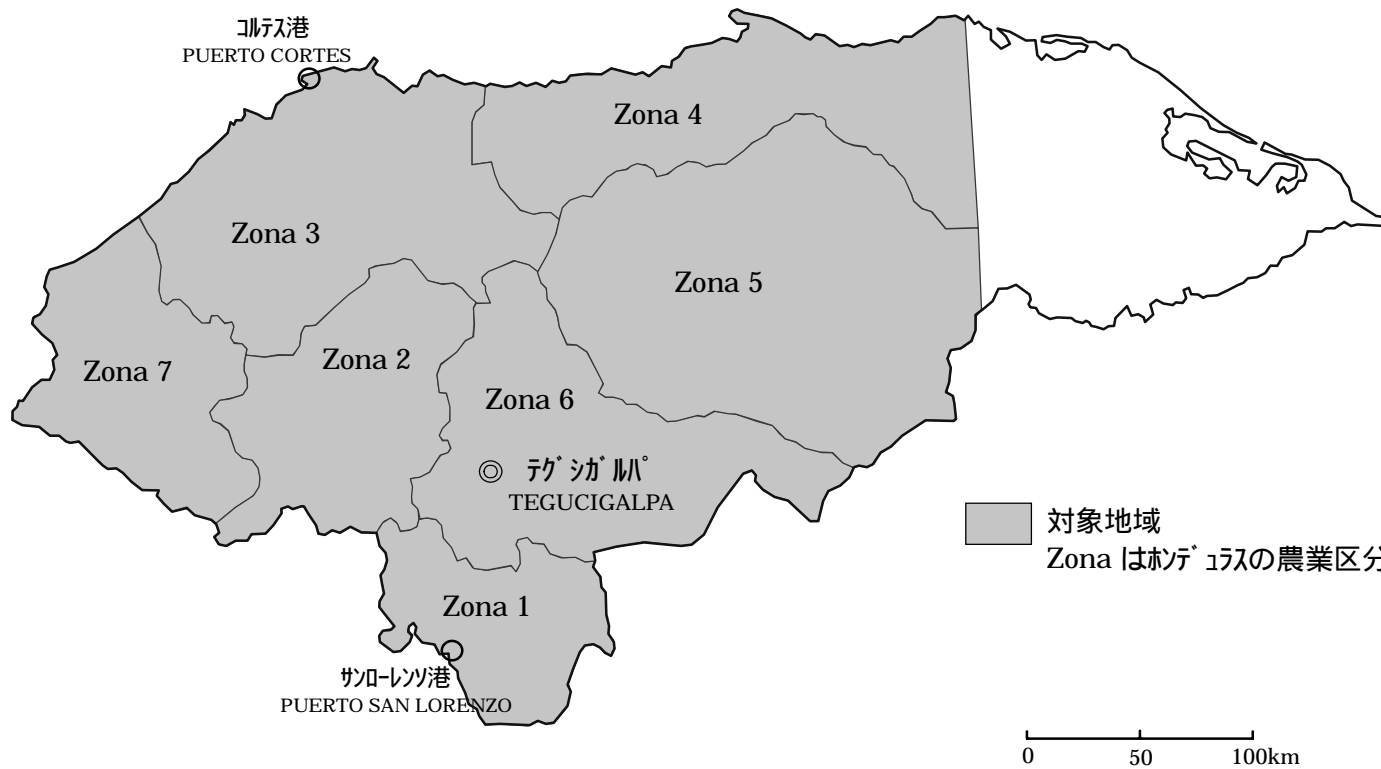 コルテス港
PUERTO CORTES
Zona 4
Zona 3
Zona 5
Zona 2
Zona 7
Zona 6
テグシガルパ
TEGUCIGALPA
対象地域
Zona はホンデュラスの農業区分
Zona 1
サンローレンソ港
PUERTO SAN LORENZO
0 50 100km